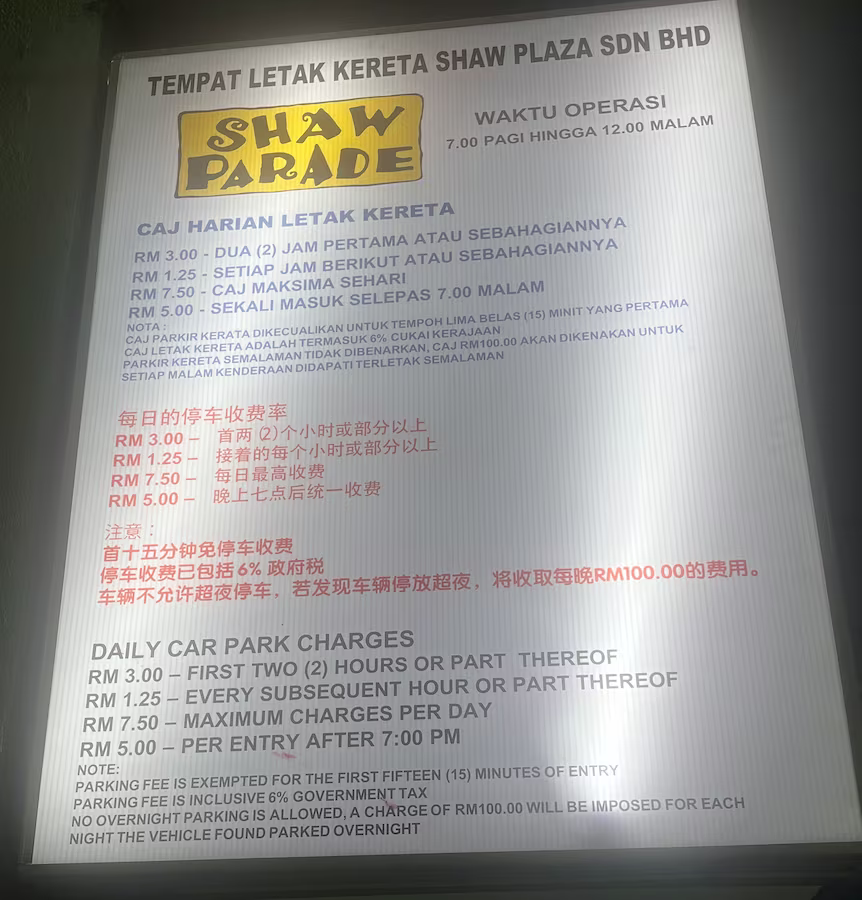 TEMPAT LETAK KERETA SHAW PLAZA SDN BHD
SHAW
PARADE
WAKTU OPERASI
7.00 PAGI HINGGA 12.00 MALAM
CAJ HARIAN LETAK KERETA
RM 3.00 - DUA (2) JAM PERTAMA ATAU SEBAHAGIANNYA
RM 1.25 - SETIAP JAM BERIKUT ATAU SEBAHAGIANNYA
RM 7.50 - CAJ MAKSIMA SEHARI
RM 5.00 - SEKALI MASUK SELEPAS 7.00 MALAM
NOTA :
CAJ PARKIR KERATA DIKECUALIKAN UNTUK TEMPOH LIMA BELAS (15) MINIT YANG PERTAMA
CAJ LETAK KERETA ADALAH TERMASUK 6% CUKAI KERAJAAN
PARKIR KERETA SEMALAMAN TIDAK DIBENARKAN, CAJ RM100.00 AKAN DIKENAKAN UNTUK
SETIAP MALAM KENDERAAN DIDAPATI TERLETAK SEMALAMAN
每日的停车收费率
RM 3.00 – 首两 (2)个小时或部分以上
RM 1.25 – 接着的每个小时或部分以上
RM 7.50 – 每日最高收费
RM 5.00 – 晚上七点后统一收费
注意 :
首十五分钟免停车收费
停车收费已包括 6% 政府税
车辆不允许超夜停车，若发现车辆停放超夜，将收取每晚RM100.00的费用。
DAILY CAR PARK CHARGES
RM 3.00 – FIRST TWO (2) HOURS OR PART THEREOF
RM 1.25 – EVERY SUBSEQUENT HOUR OR PART THEREOF
RM 7.50 – MAXIMUM CHARGES PER DAY
RM 5.00 – PER ENTRY AFTER 7:00 PM
NOTE:
PARKING FEE IS EXEMPTED FOR THE FIRST FIFTEEN (15) MINUTES OF ENTRY
PARKING FEE IS INCLUSIVE 6% GOVERNMENT TAX
NO OVERNIGHT PARKING IS ALLOWED, A CHARGE OF RM100.00 WILL BE IMPOSED FOR EACH
NIGHT THE VEHICLE FOUND PARKED OVERNIGHT